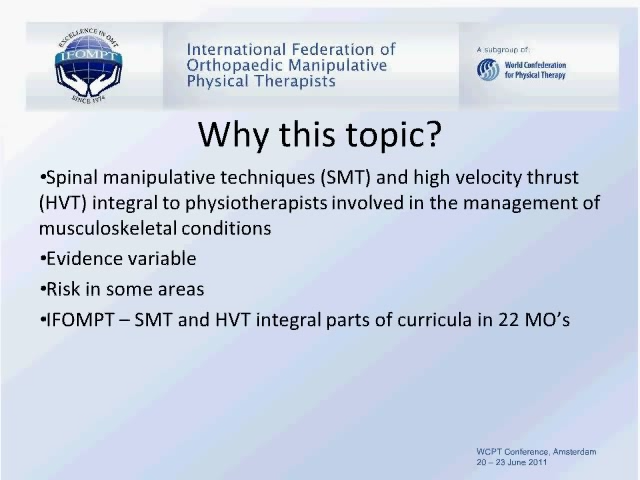 EXCELLENCE IN OMT
IFOMPT
SINCE 1974
International Federation of
Orthopaedic Manipulative
Physical Therapists
A subgroup of:
World Confederation
for Physical Therapy
Why this topic?
•Spinal manipulative techniques (SMT) and high velocity thrust
(HVT) integral to physiotherapists involved in the management of
musculoskeletal conditions
•Evidence variable
•Risk in some areas
•IFOMPT – SMT and HVT integral parts of curricula in 22 MO’s
WCPT Conference, Amsterdam
20 – 23 June 2011